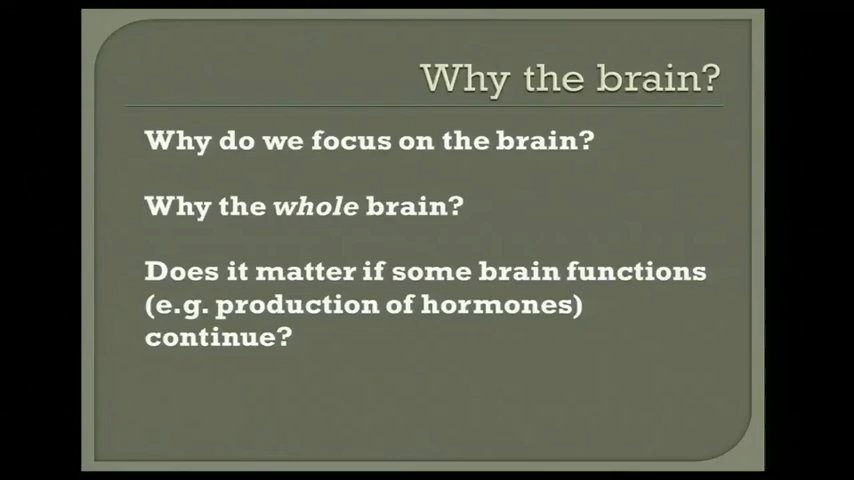 Why the brain?
Why do we focus on the brain?
Why the whole brain?
Does it matter if some brain functions
(e.g. production of hormones)
continue?